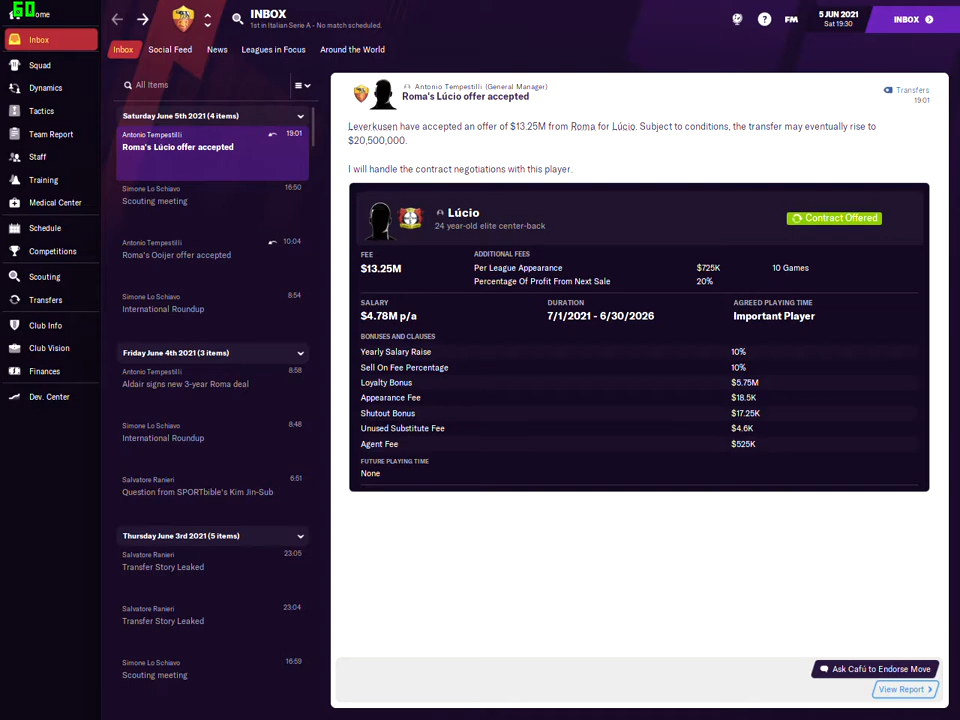 60
Home
INBOX
1st in Italian Serie A - No match scheduled.
FM
5 JUN 2021
Sat 19:30
INBOX
Inbox
Social Feed
News
Leagues in Focus
Around the World
Inbox
Squad
Dynamics
Tactics
Team Report
Staff
Training
Medical Center
Schedule
Competitions
Scouting
Transfers
Club Info
Club Vision
Finances
Dev. Center
All Items
Saturday June 5th 2021 (4 items)
Antonio Tempestilli 19:01
Roma's Lúcio offer accepted
Simone Lo Schiavo 16:50
Scouting meeting
Antonio Tempestilli 10:04
Roma's Ooijer offer accepted
Simone Lo Schiavo 8:54
International Roundup
Friday June 4th 2021 (3 items)
Antonio Tempestilli 8:58
Aldair signs new 3-year Roma deal
Simone Lo Schiavo 8:48
International Roundup
Salvatore Ranieri 6:51
Question from SPORTbible's Kim Jin-Sub
Thursday June 3rd 2021 (5 items)
Salvatore Ranieri 23:05
Transfer Story Leaked
Salvatore Ranieri 23:04
Transfer Story Leaked
Simone Lo Schiavo 16:59
Scouting meeting
Antonio Tempestilli (General Manager)
Roma's Lúcio offer accepted
Transfers
19:01
Leverkusen have accepted an offer of $13.25M from Roma for Lúcio. Subject to conditions, the transfer may eventually rise to
$20,500,000.
I will handle the contract negotiations with this player.
Lúcio
24 year-old elite center-back
Contract Offered
FEE
$13.25M
ADDITIONAL FEES
Per League Appearance $725K 10 Games
Percentage Of Profit From Next Sale 20%
SALARY DURATION AGREED PLAYING TIME
$4.78M p/a 7/1/2021 - 6/30/2026 Important Player
BONUSES AND CLAUSES
Yearly Salary Raise 10%
Sell On Fee Percentage 10%
Loyalty Bonus $5.75M
Appearance Fee $18.5K
Shutout Bonus $17.25K
Unused Substitute Fee $4.6K
Agent Fee $525K
FUTURE PLAYING TIME
None
Ask Cafú to Endorse Move
View Report